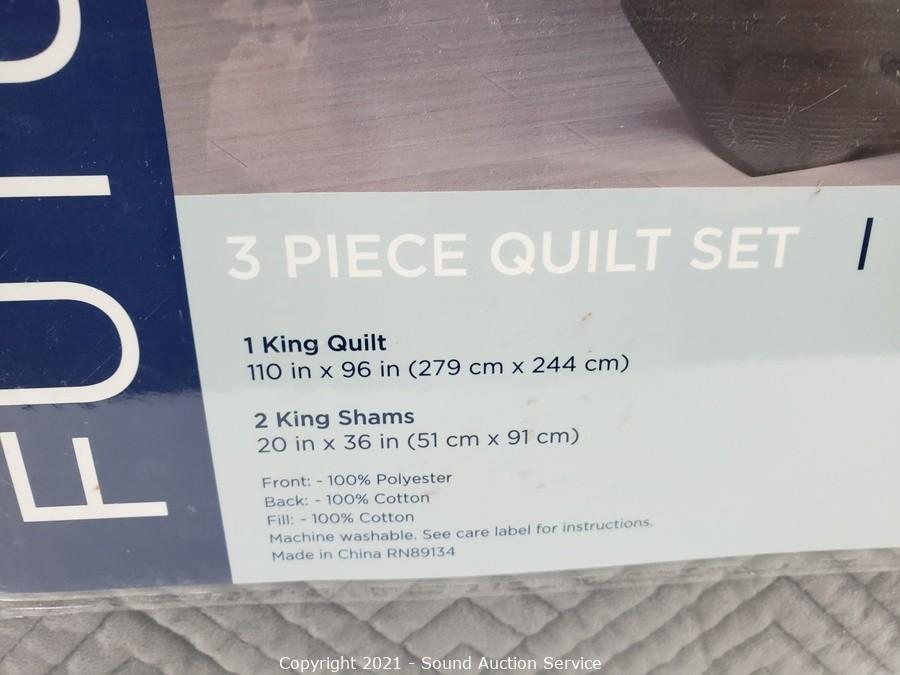 3 PIECE QUILT SET |
1 King Quilt
110 in x 96 in (279 cm x 244 cm)
2 King Shams
20 in x 36 in (51 cm x 91 cm)
Front: - 100% Polyester
Back: - 100% Cotton
Fill: - 100% Cotton
Machine washable. See care label for instructions.
Made in China RN89134
Copyright 2021 - Sound Auction Service